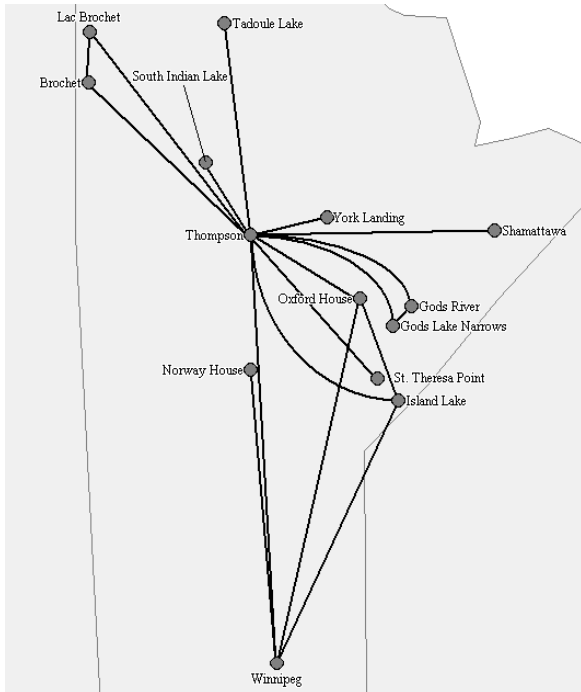 Lac Brochet
Tadoule Lake
South Indian Lake
Brochet
York Landing
Thompson
Shamattawa
Oxford House
Gods River
Gods Lake Narrows
Norway House
St. Theresa Point
Island Lake
Winnipeg